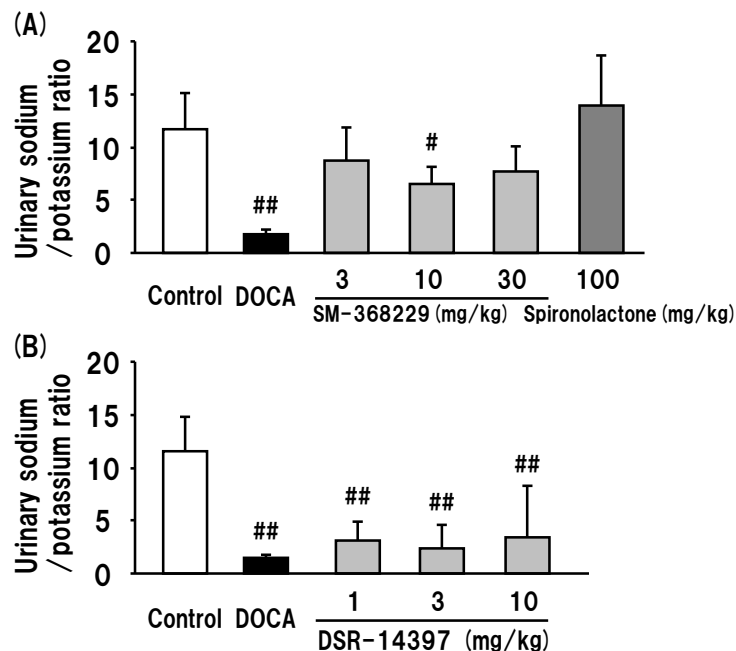 (A)
Urinary sodium
/potassium ratio
20
15
10
5
0
##
#
Control DOCA 3 10 30 100
SM-368229 (mg/kg) Spironolactone (mg/kg)
(B)
Urinary sodium
/potassium ratio
20
15
10
5
0
##
##
##
##
Control DOCA 1 3 10
DSR-14397 (mg/kg)